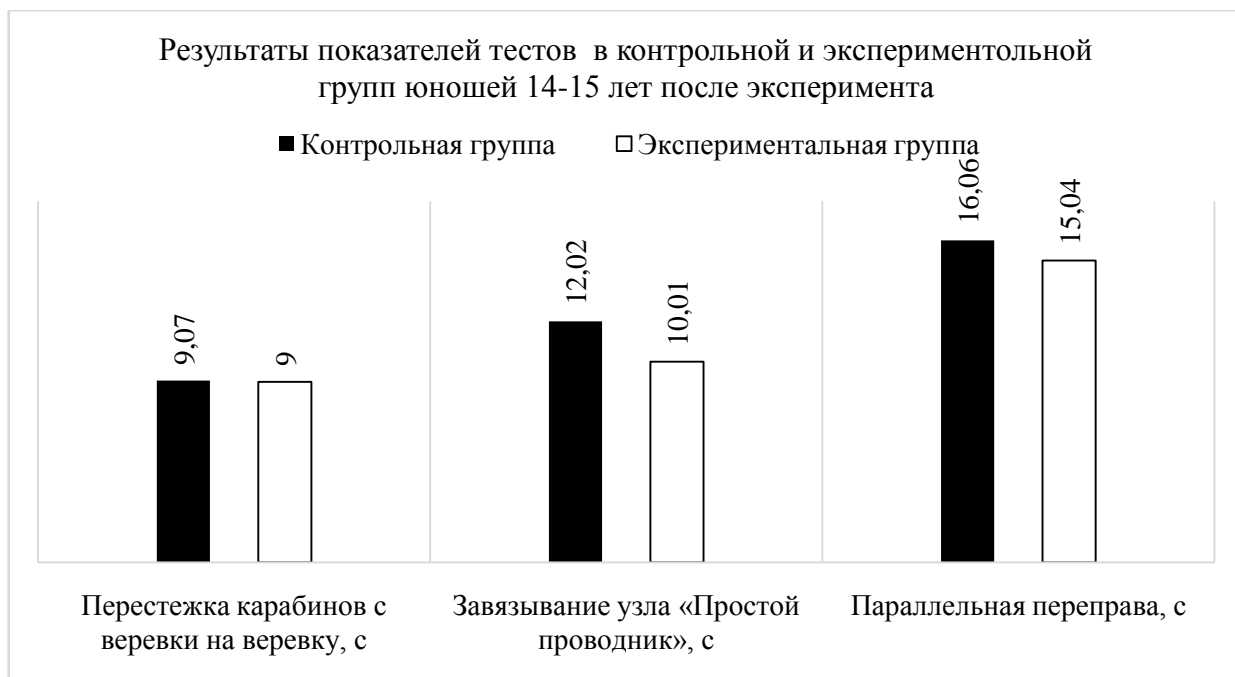 Результаты показателей тестов в контрольной и экспериментольной
групп юношей 14-15 лет после эксперимента
Контрольная группа
Экспериментальная группа
9,07
9
12,02
10,01
16,06
15,04
Перестежка карабинов с
веревки на веревку, с
Завязывание узла «Простой
проводник», с
Параллельная переправа, с